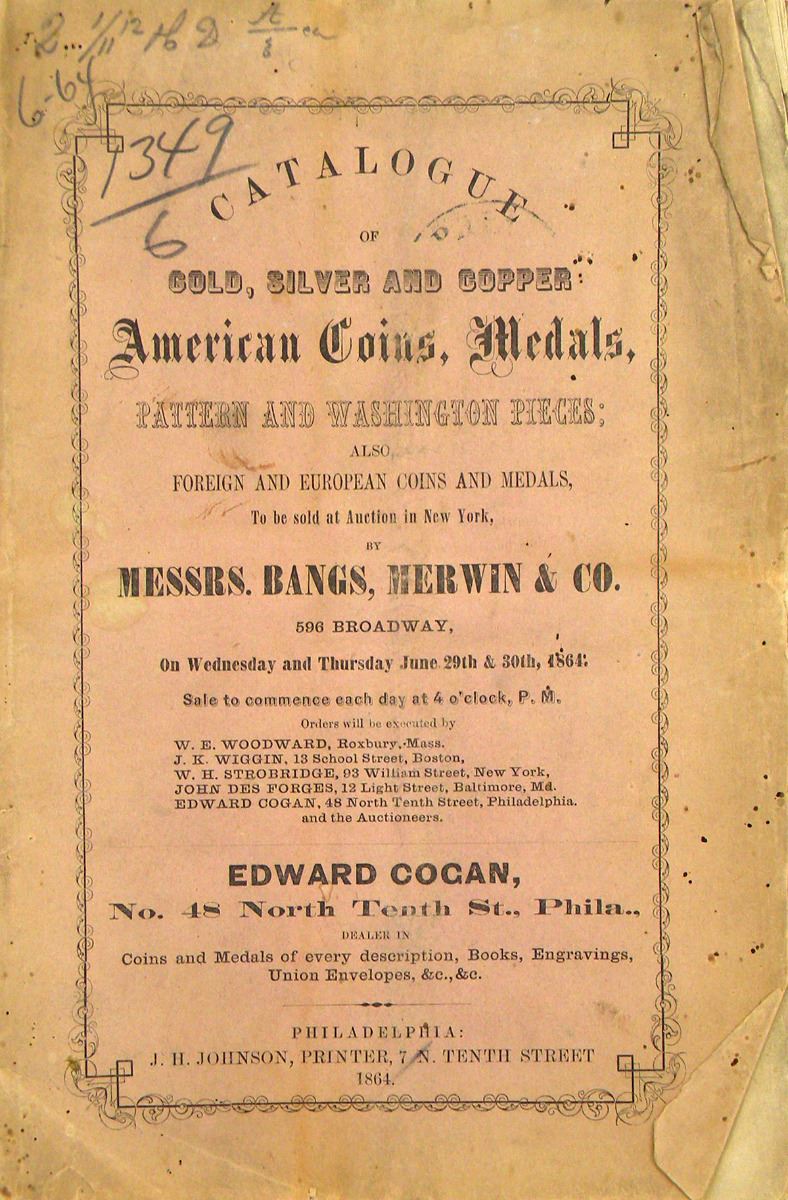 6-64
1349
6
CATALOGUE
OF
GOLD, SILVER AND COPPER
American Coins, Medals,
PATTERN AND WASHINGTON PIECES;
ALSO
FOREIGN AND EUROPEAN COINS AND MEDALS,
To be sold at Auction in New York,
BY
MESSRS. BANGS, MERWIN & CO.
596 BROADWAY,
On Wednesday and Thursday June 29th & 30th, 1864.
Sale to commence each day at 4 o'clock, P. M.
Orders will be executed by
W. E. WOODWARD, Roxbury, Mass.
J. K. WIGGIN, 13 School Street, Boston,
W. H. STROBRIDGE, 93 William Street, New York,
JOHN DES FORGES, 12 Light Street, Baltimore, Md.
EDWARD COGAN, 48 North Tenth Street, Philadelphia.
and the Auctioneers.
EDWARD COGAN,
No. 48 North Tenth St., Phila.,
DEALER IN
Coins and Medals of every description, Books, Engravings,
Union Envelopes, &c., &c.
PHILADELPHIA:
J. H. JOHNSON, PRINTER, 7 N. TENTH STREET
1864.